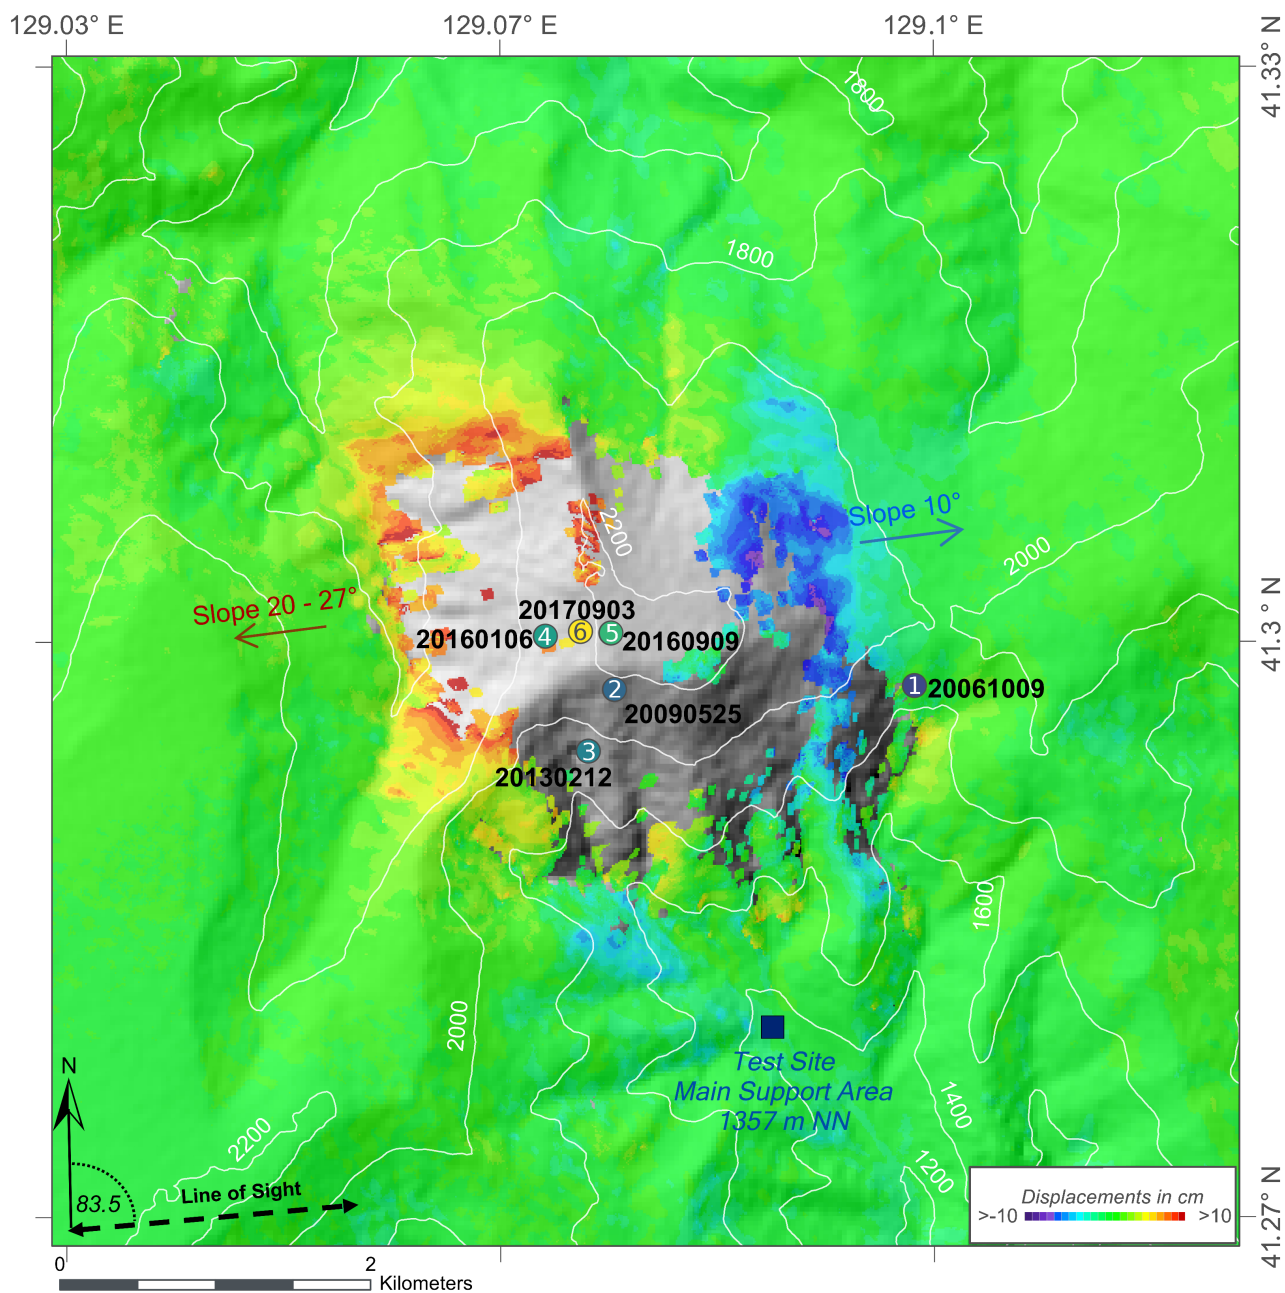 129.03° E
129.07° E
129.1° E
41.33° N
1800
1800
Slope 10°
2200
2000
Slope 20 - 27°
20170903
20160106
4
6
5
20160909
41.3° N
1
20061009
2
20090525
3
20130212
1600
2000
Test Site
Main Support Area
1357 m NN
N
2200
1400
1200
83.5
Line of Sight
Displacements in cm
>-10
>10
41.27° N
0
2
Kilometers